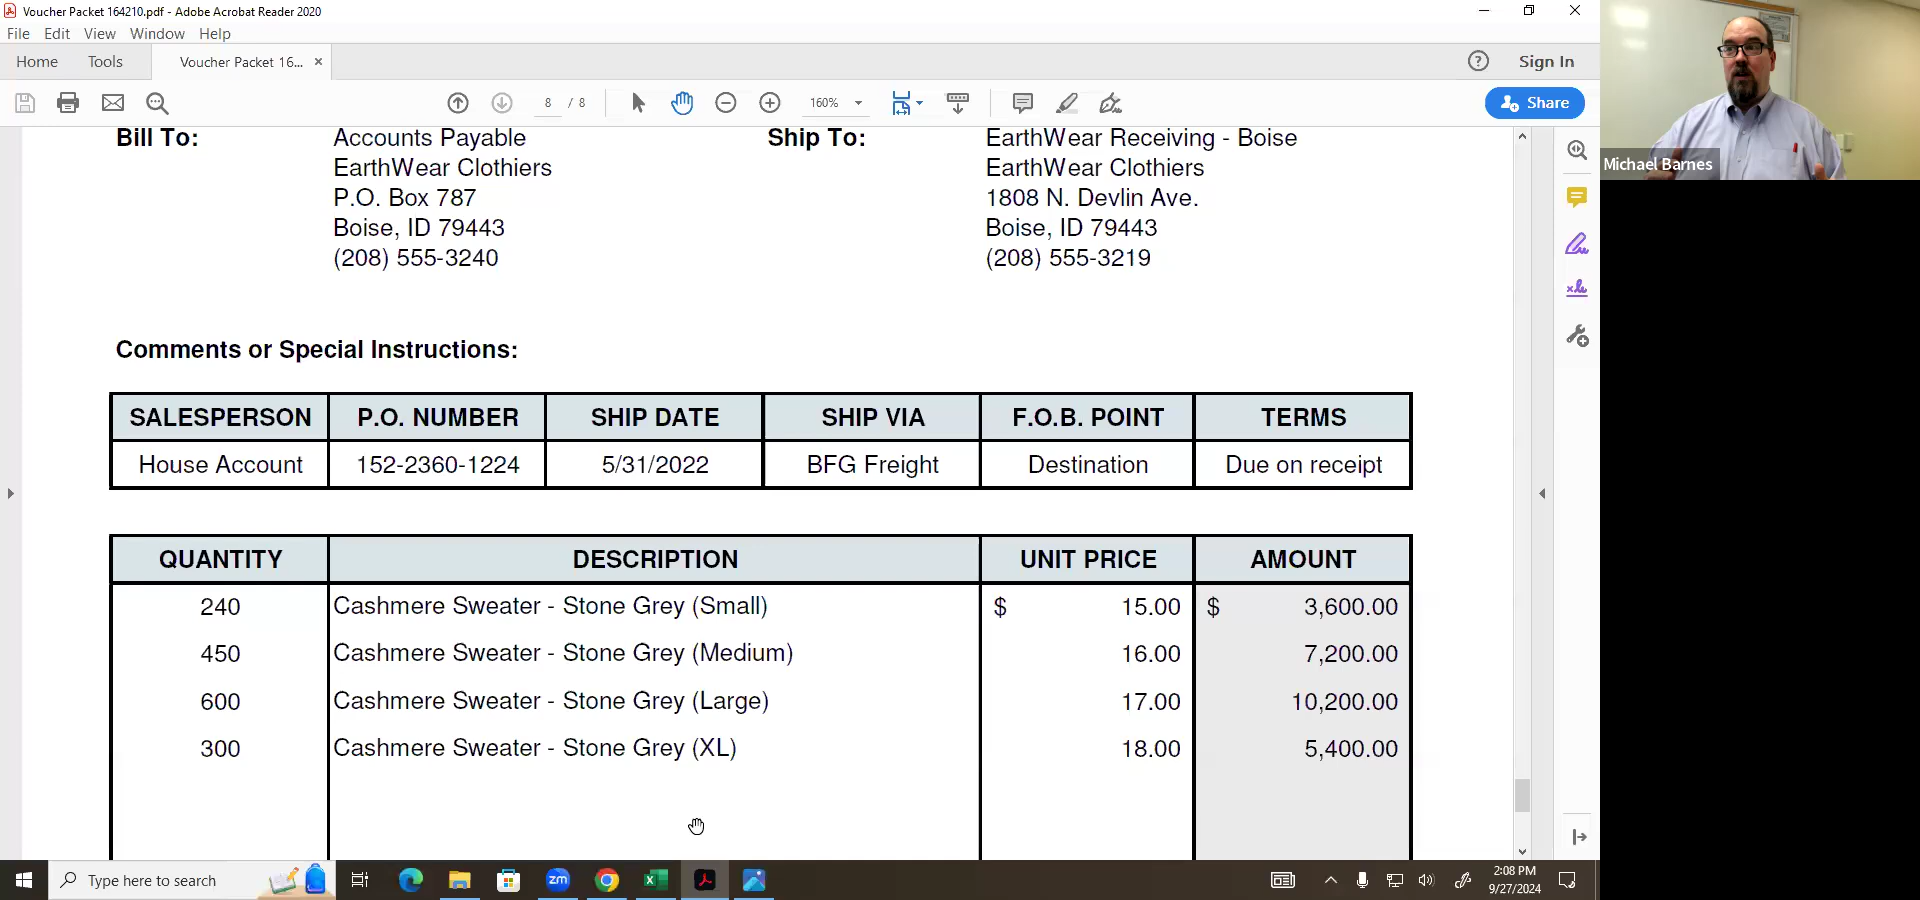 Voucher Packet 164210.pdf - Adobe Acrobat Reader 2020
File Edit View Window Help
Home Tools Voucher Packet 16... × Sign In
8 / 8 160% Share
Bill To: Accounts Payable Ship To: EarthWear Receiving - Boise
EarthWear Clothiers EarthWear Clothiers
P.O. Box 787 1808 N. Devlin Ave.
Boise, ID 79443 Boise, ID 79443
(208) 555-3240 (208) 555-3219
Michael Barnes
Comments or Special Instructions:
SALESPERSON P.O. NUMBER SHIP DATE SHIP VIA F.O.B. POINT TERMS
House Account 152-2360-1224 5/31/2022 BFG Freight Destination Due on receipt
QUANTITY DESCRIPTION UNIT PRICE AMOUNT
240 Cashmere Sweater - Stone Grey (Small) $ 15.00 $ 3,600.00
450 Cashmere Sweater - Stone Grey (Medium) 16.00 7,200.00
600 Cashmere Sweater - Stone Grey (Large) 17.00 10,200.00
300 Cashmere Sweater - Stone Grey (XL) 18.00 5,400.00
Type here to search zm 2:08 PM
9/27/2024